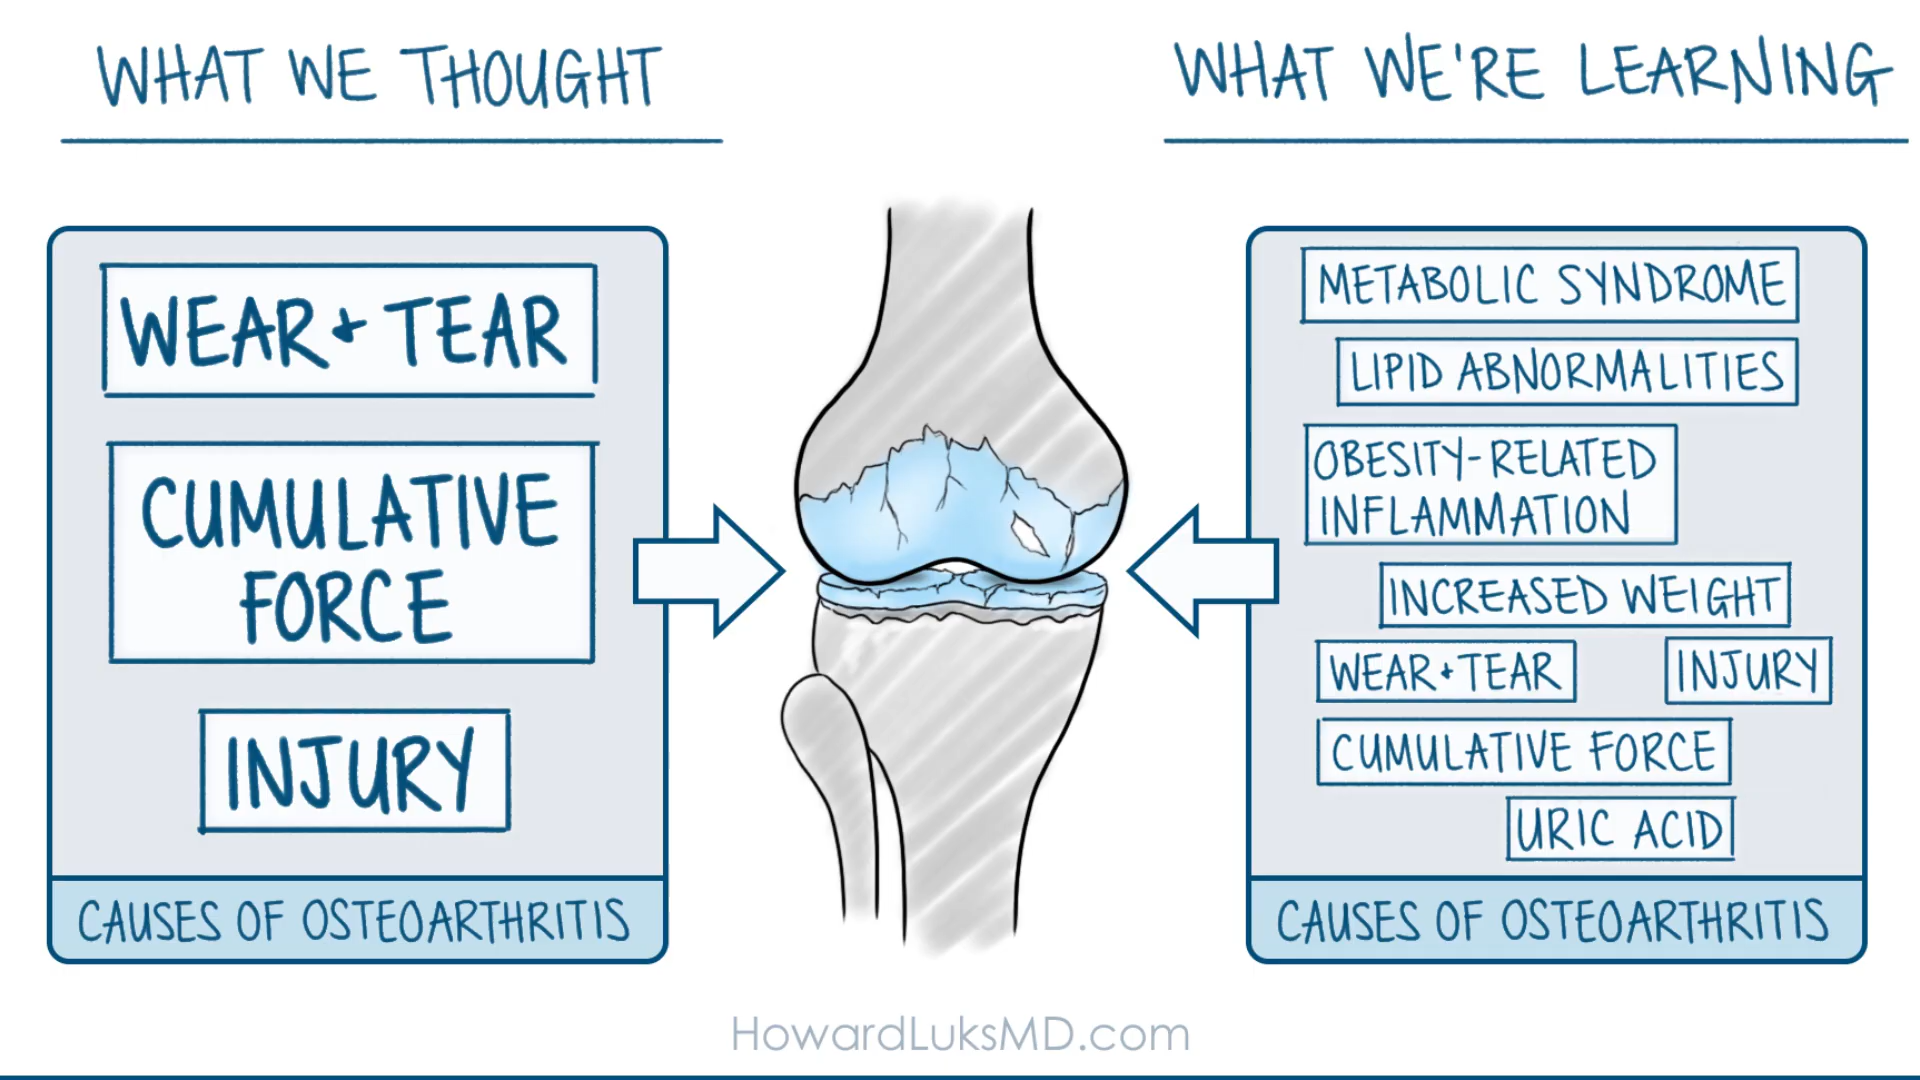 WHAT WE THOUGHT
WEAR + TEAR
CUMULATIVE
FORCE
INJURY
CAUSES OF OSTEOARTHRITIS
WHAT WE'RE LEARNING
METABOLIC SYNDROME
LIPID ABNORMALITIES
OBESITY-RELATED
INFLAMMATION
INCREASED WEIGHT
WEAR + TEAR
INJURY
CUMULATIVE FORCE
URIC ACID
CAUSES OF OSTEOARTHRITIS
HowardLuksMD.com